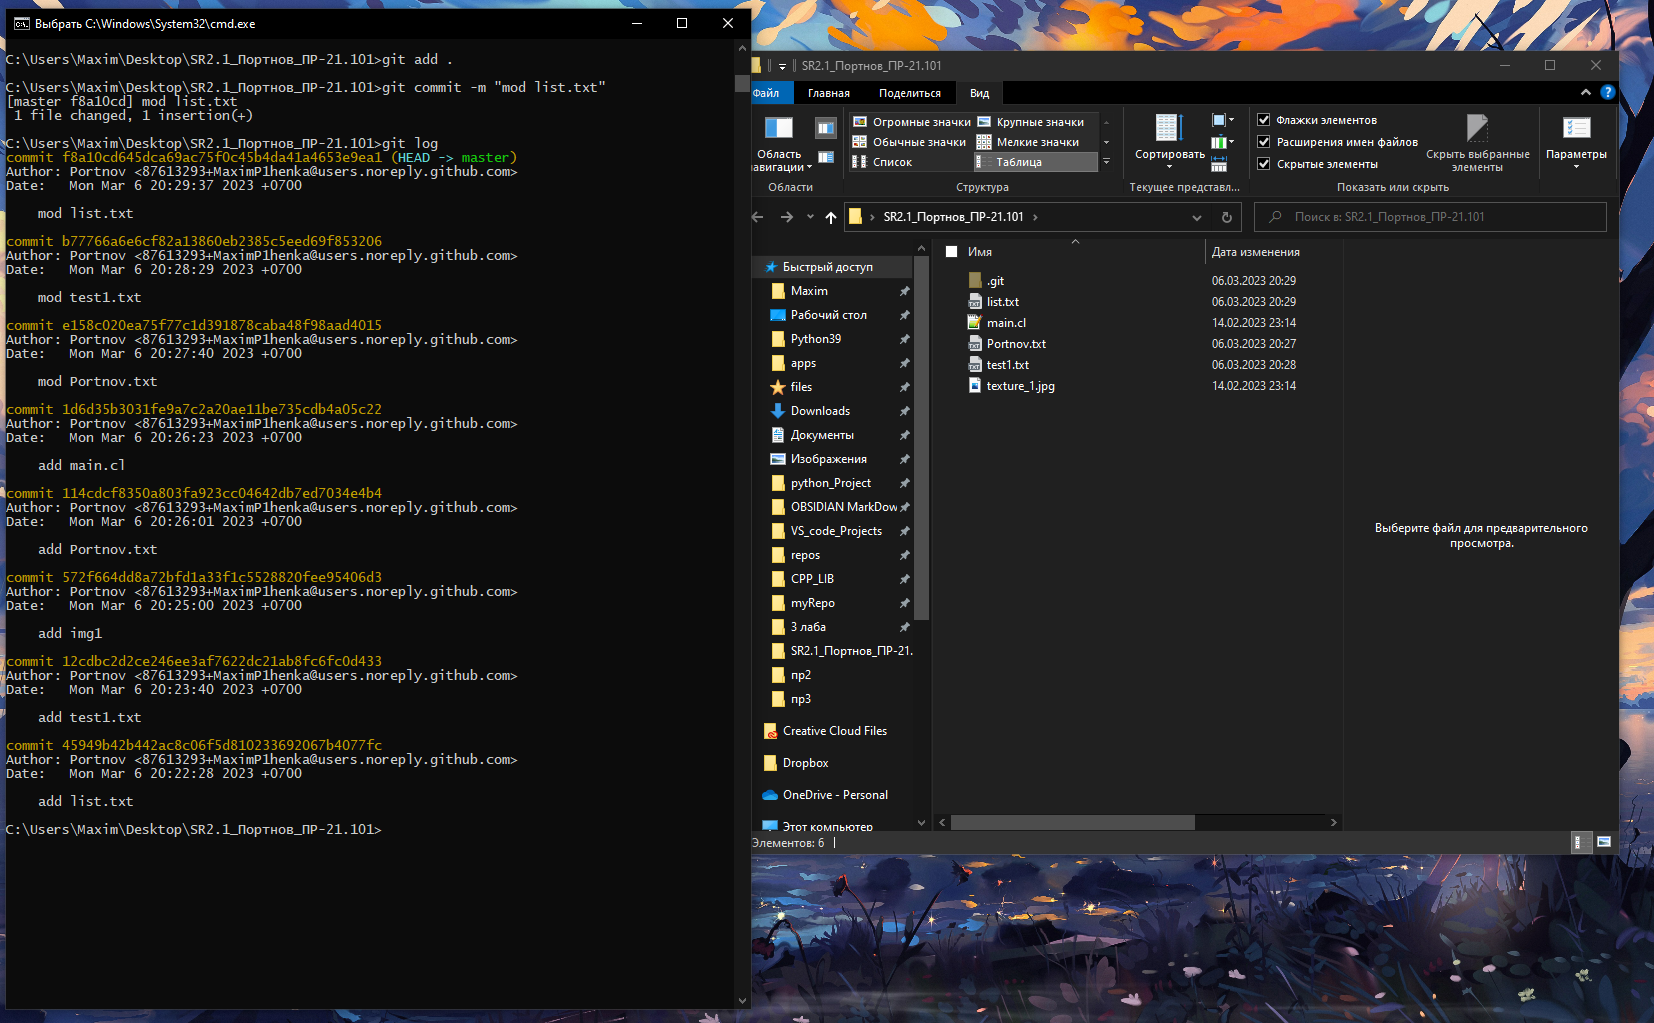 Выбрать C:\Windows\System32\cmd.exe
C:\Users\Maxim\Desktop\SR2.1_Портнов_ПР-21.101>git add .
C:\Users\Maxim\Desktop\SR2.1_Портнов_ПР-21.101>git commit -m "mod list.txt"
[master f8a10cd] mod list.txt
1 file changed, 1 insertion(+)
C:\Users\Maxim\Desktop\SR2.1_Портнов_ПР-21.101>git log
commit f8a10cd645dca69ac75f0c45b4da41a4653e9ea1 (HEAD -> master)
Author: Portnov <87613293+MaximP1henka@users.noreply.github.com>
Date:   Mon Mar 6 20:29:37 2023 +0700
mod list.txt
commit b77766a6e6cf82a13860eb2385c5eed69f853206
Author: Portnov <87613293+MaximP1henka@users.noreply.github.com>
Date:   Mon Mar 6 20:28:29 2023 +0700
mod test1.txt
commit e158c020ea75f77c1d391878caba48f98aad4015
Author: Portnov <87613293+MaximP1henka@users.noreply.github.com>
Date:   Mon Mar 6 20:27:40 2023 +0700
mod Portnov.txt
commit 1d6d35b3031fe9a7c2a20ae11be735cdb4a05c22
Author: Portnov <87613293+MaximP1henka@users.noreply.github.com>
Date:   Mon Mar 6 20:26:23 2023 +0700
add main.cl
commit 114cdcf8350a803fa923cc04642db7ed7034e4b4
Author: Portnov <87613293+MaximP1henka@users.noreply.github.com>
Date:   Mon Mar 6 20:26:01 2023 +0700
add Portnov.txt
commit 572f664dd8a72bfd1a33f1c5528820fee95406d3
Author: Portnov <87613293+MaximP1henka@users.noreply.github.com>
Date:   Mon Mar 6 20:25:00 2023 +0700
add img1
commit 12cdbc2d2ce246ee3af7622dc21ab8fc6fc0d433
Author: Portnov <87613293+MaximP1henka@users.noreply.github.com>
Date:   Mon Mar 6 20:23:40 2023 +0700
add test1.txt
commit 45949b42b442ac8c06f5d810233692067b4077fc
Author: Portnov <87613293+MaximP1henka@users.noreply.github.com>
Date:   Mon Mar 6 20:22:28 2023 +0700
add list.txt
C:\Users\Maxim\Desktop\SR2.1_Портнов_ПР-21.101>
SR2.1_Портнов_ПР-21.101
Файл Главная Поделиться Вид
Область
навигации
Области
Огромные значки Крупные значки
Обычные значки Мелкие значки
Список Таблица
Структура
Сортировать
Текущее представл...
Флажки элементов
Расширения имен файлов
Скрытые элементы
Скрыть выбранные
элементы
Показать или скрыть
Параметры
SR2.1_Портнов_ПР-21.101
Поиск в: SR2.1_Портнов_ПР-21.101
Быстрый доступ
Maxim
Рабочий стол
Python39
apps
files
Downloads
Документы
Изображения
python_Project
OBSIDIAN MarkDow
VS_code_Projects
repos
CPP_LIB
myRepo
3 лаба
SR2.1_Портнов_ПР-21.
пр2
пр3
Creative Cloud Files
Dropbox
OneDrive - Personal
Этот компьютер
Имя Дата изменения
.git 06.03.2023 20:29
list.txt 06.03.2023 20:29
main.cl 14.02.2023 23:14
Portnov.txt 06.03.2023 20:27
test1.txt 06.03.2023 20:28
texture_1.jpg 14.02.2023 23:14
Выберите файл для предварительного
просмотра.
Элементов: 6